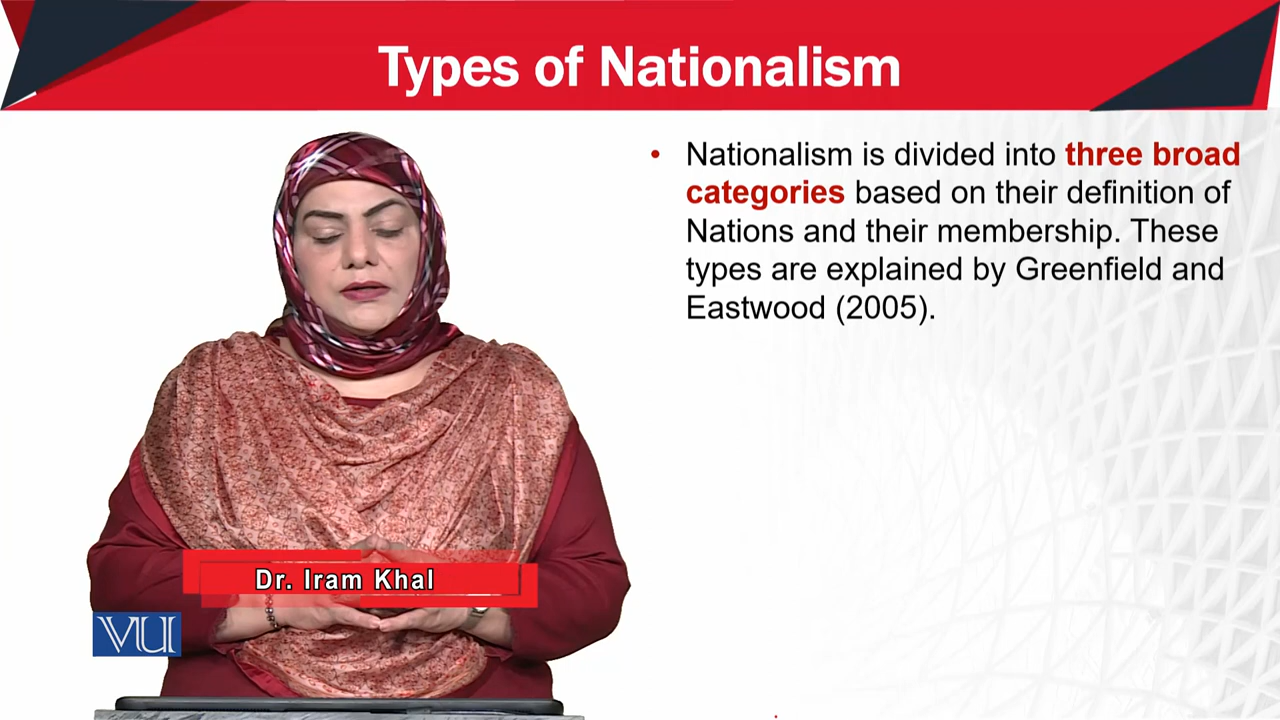 Types of Nationalism
• Nationalism is divided into three broad
categories based on their definition of
Nations and their membership. These
types are explained by Greenfield and
Eastwood (2005).
Dr. Iram Khal
VU